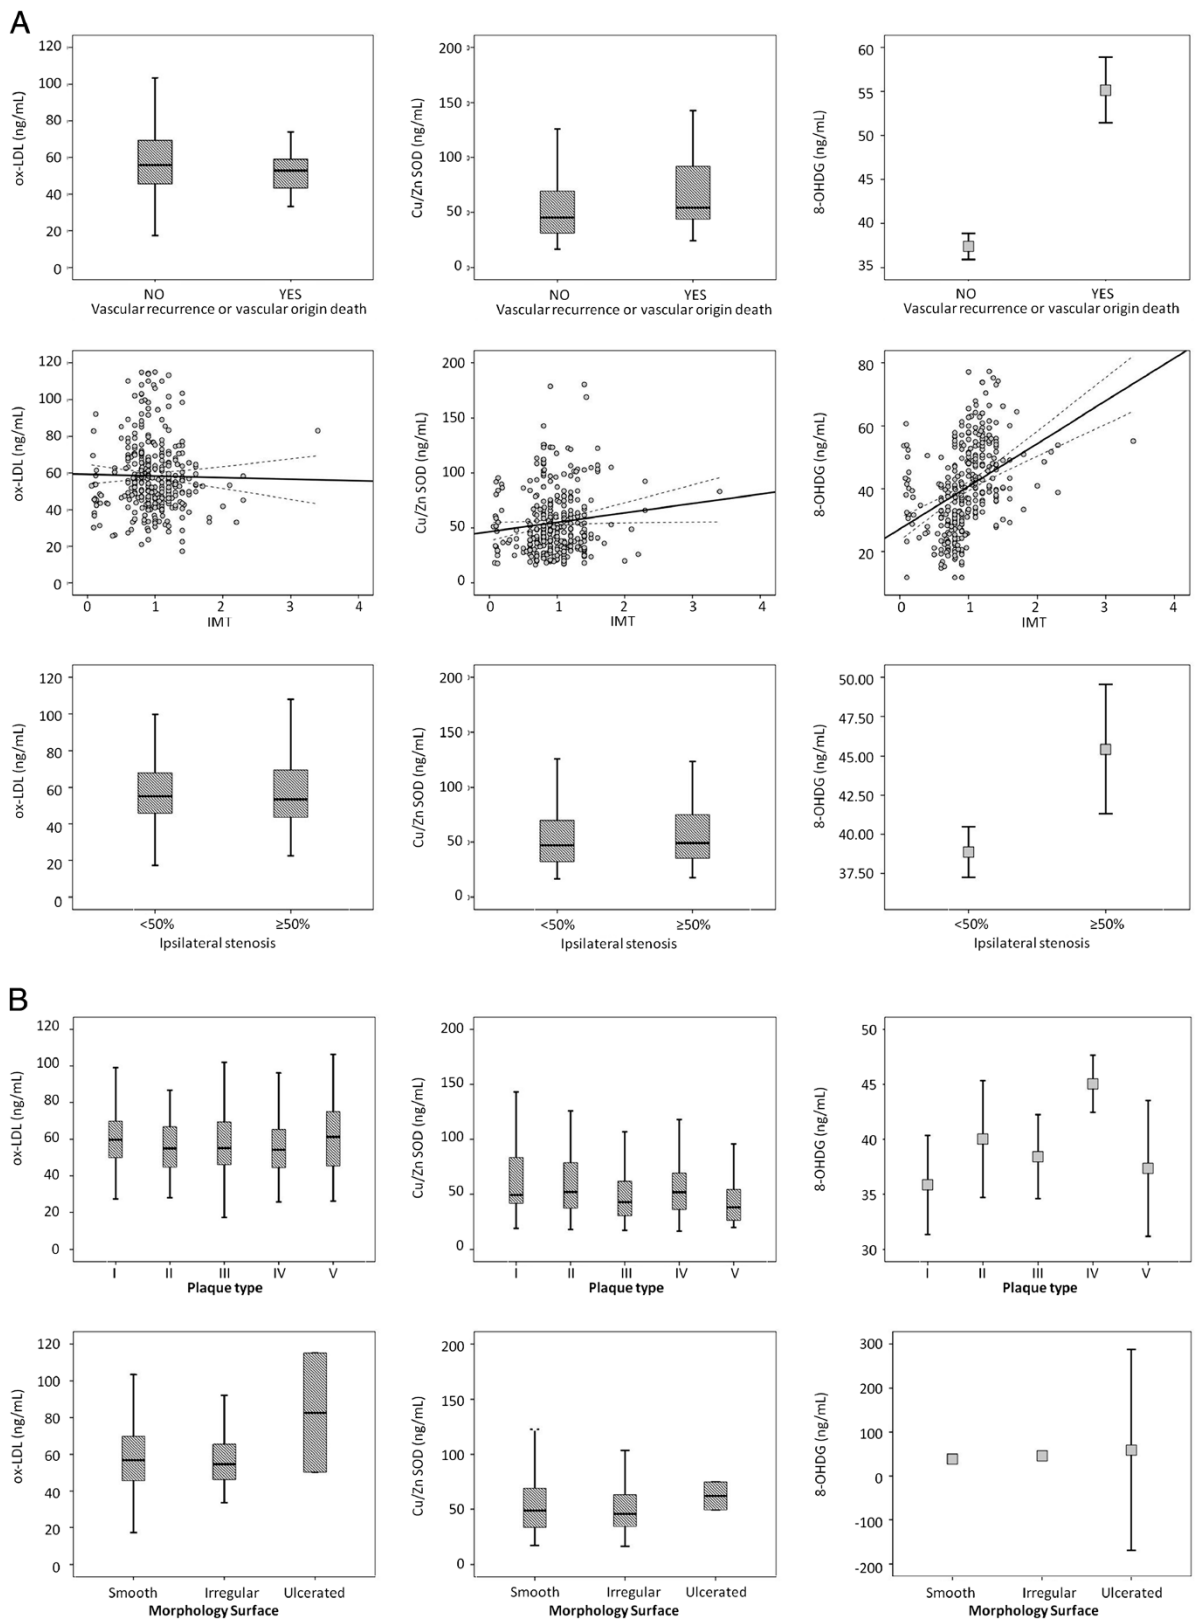 A
ox-LDL (ng/mL)
120
100
80
60
40
20
0
NO YES
Vascular recurrence or vascular origin death
Cu/Zn SOD (ng/mL)
200
150
100
50
0
NO YES
Vascular recurrence or vascular origin death
8-OHDG (ng/mL)
60
55
50
45
40
35
NO YES
Vascular recurrence or vascular origin death
ox-LDL (ng/mL)
120
100
80
60
40
20
0
0 1 2 3 4
IMT
Cu/Zn SOD (ng/mL)
200
150
100
50
0
0 1 2 3 4
IMT
8-OHDG (ng/mL)
80
60
40
20
0 1 2 3 4
IMT
ox-LDL (ng/mL)
120
100
80
60
40
20
0
<50% ≥50%
Ipsilateral stenosis
Cu/Zn SOD (ng/mL)
200
150
100
50
0
<50% ≥50%
Ipsilateral stenosis
8-OHDG (ng/mL)
50.00
47.50
45.00
42.50
40.00
37.50
<50% ≥50%
Ipsilateral stenosis
B
ox-LDL (ng/mL)
120
100
80
60
40
20
0
I II III IV V
Plaque type
Cu/Zn SOD (ng/mL)
200
150
100
50
0
I II III IV V
Plaque type
8-OHDG (ng/mL)
50
45
40
35
30
I II III IV V
Plaque type
ox-LDL (ng/mL)
120
100
80
60
40
20
0
Smooth Irregular Ulcerated
Morphology Surface
Cu/Zn SOD (ng/mL)
200
150
100
50
0
Smooth Irregular Ulcerated
Morphology Surface
8-OHDG (ng/mL)
300
200
100
0
-100
-200
Smooth Irregular Ulcerated
Morphology Surface